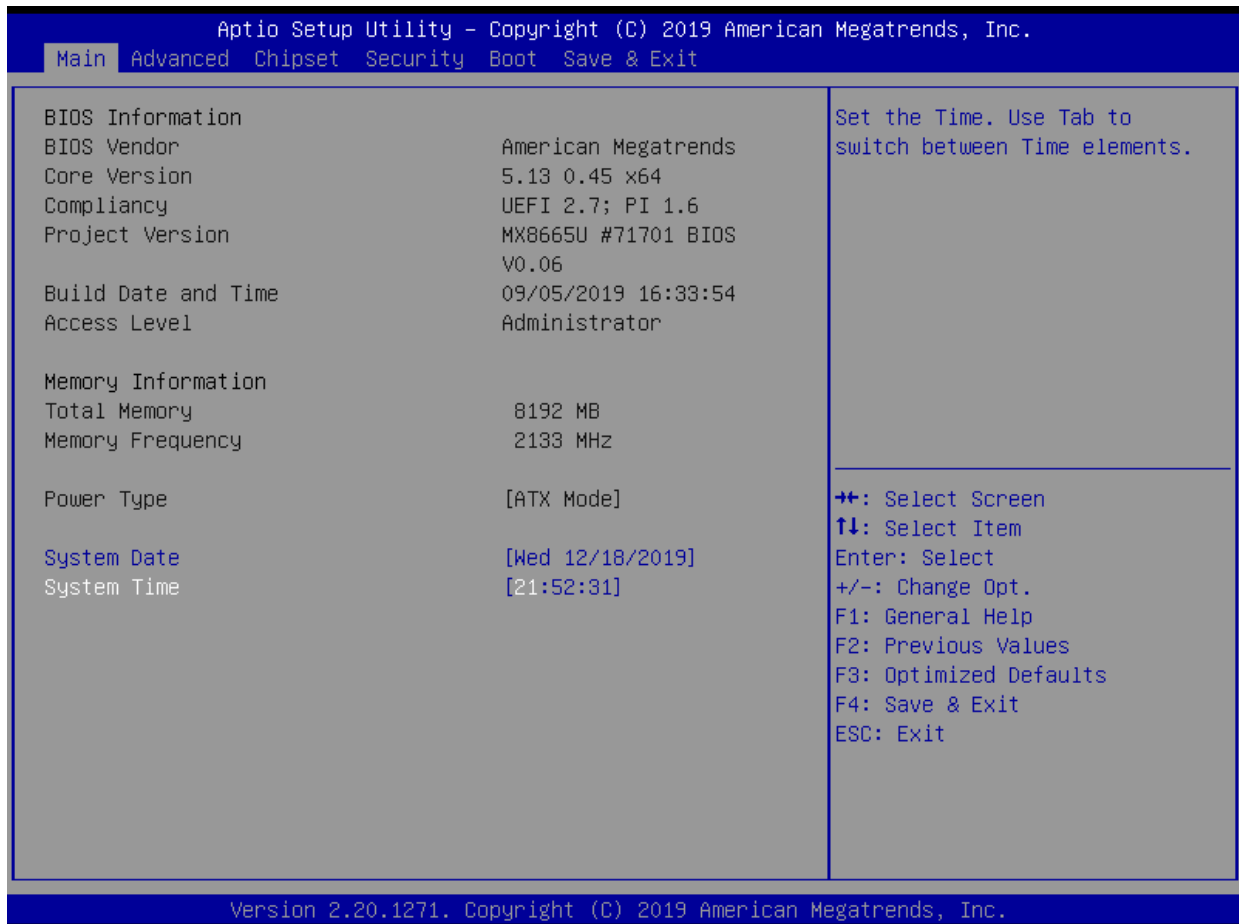 Aptio Setup Utility – Copyright (C) 2019 American Megatrends, Inc.
Main Advanced Chipset Security Boot Save & Exit
BIOS Information
BIOS Vendor American Megatrends
Core Version 5.13 0.45 x64
Compliancy UEFI 2.7; PI 1.6
Project Version MX8665U #71701 BIOS
V0.06
Build Date and Time 09/05/2019 16:33:54
Access Level Administrator
Memory Information
Total Memory 8192 MB
Memory Frequency 2133 MHz
Power Type [ATX Mode]
System Date [Wed 12/18/2019]
System Time [21:52:31]
Set the Time. Use Tab to
switch between Time elements.
→←: Select Screen
↑↓: Select Item
Enter: Select
+/-: Change Opt.
F1: General Help
F2: Previous Values
F3: Optimized Defaults
F4: Save & Exit
ESC: Exit
Version 2.20.1271. Copyright (C) 2019 American Megatrends, Inc.